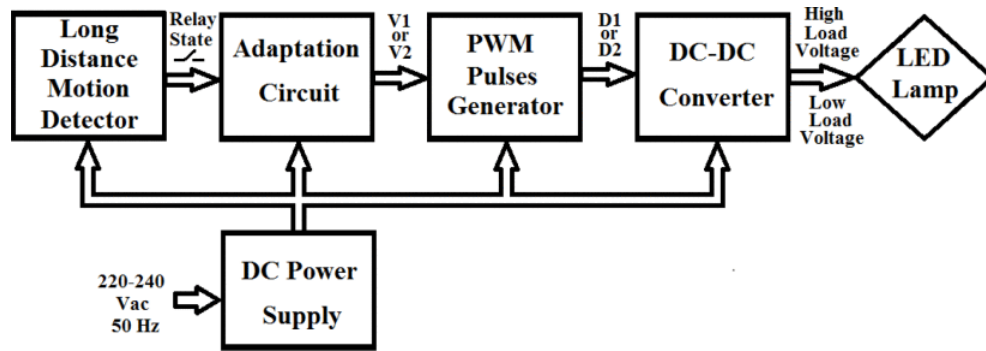 Long
Distance
Motion
Detector
Relay
State
Adaptation
Circuit
V1
or
V2
PWM
Pulses
Generator
D1
or
D2
DC-DC
Converter
High
Load
Voltage
Low
Load
Voltage
LED
Lamp
220-240
Vac
50 Hz
DC Power
Supply